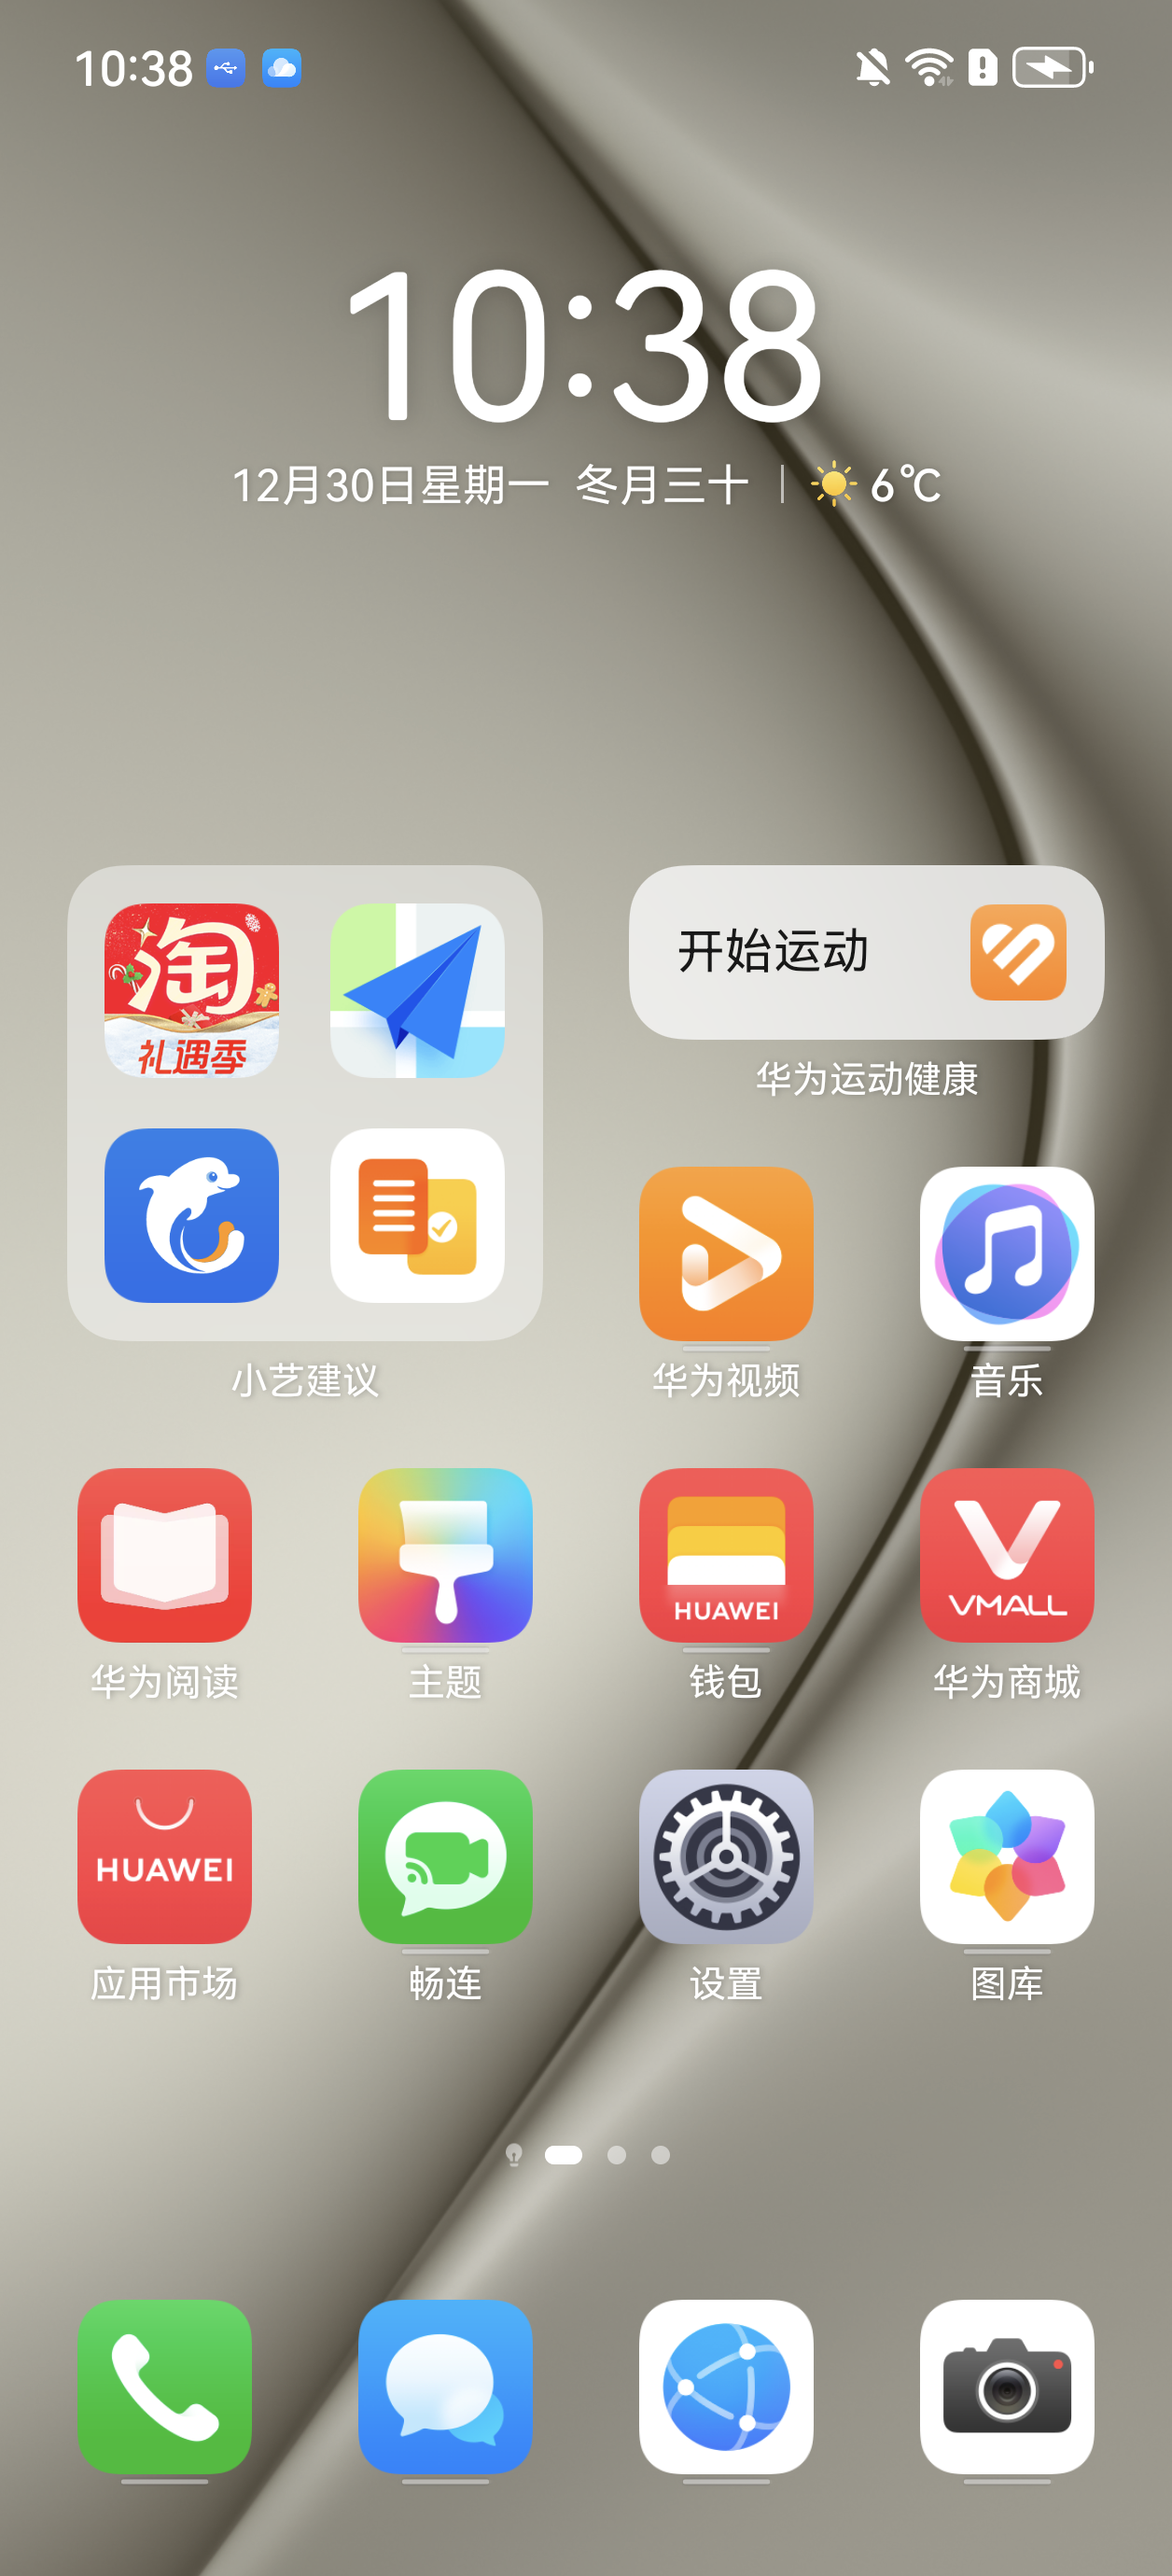 10:38
10:38
12月30日星期一 冬月三十 | 6℃
淘
礼遇季
开始运动
华为运动健康
小艺建议
华为视频
音乐
HUAWEI
VMALL
华为阅读
主题
钱包
华为商城
HUAWEI
应用市场
畅连
设置
图库